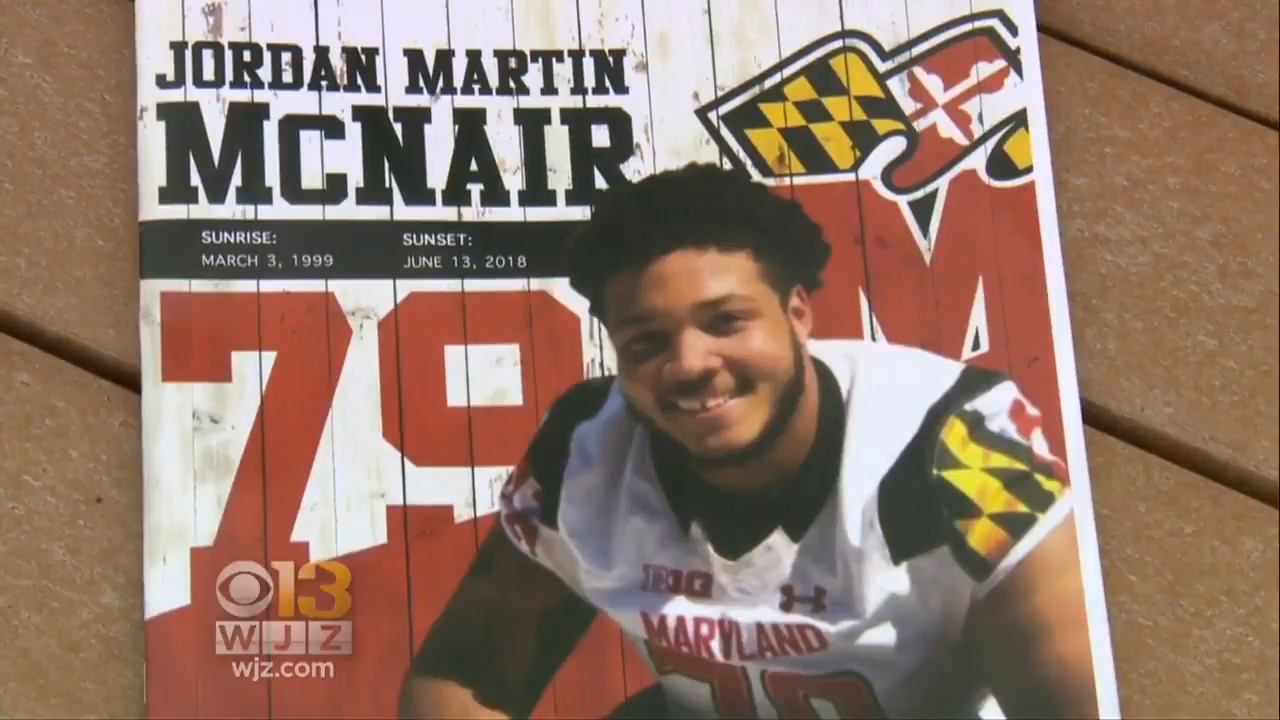 JORDAN MARTIN
MCNAIR
SUNRISE:
MARCH 3, 1999
SUNSET:
JUNE 13, 2018
79
M
B1G
MARYLAND
79
CBS 13
WJZ
wjz.com